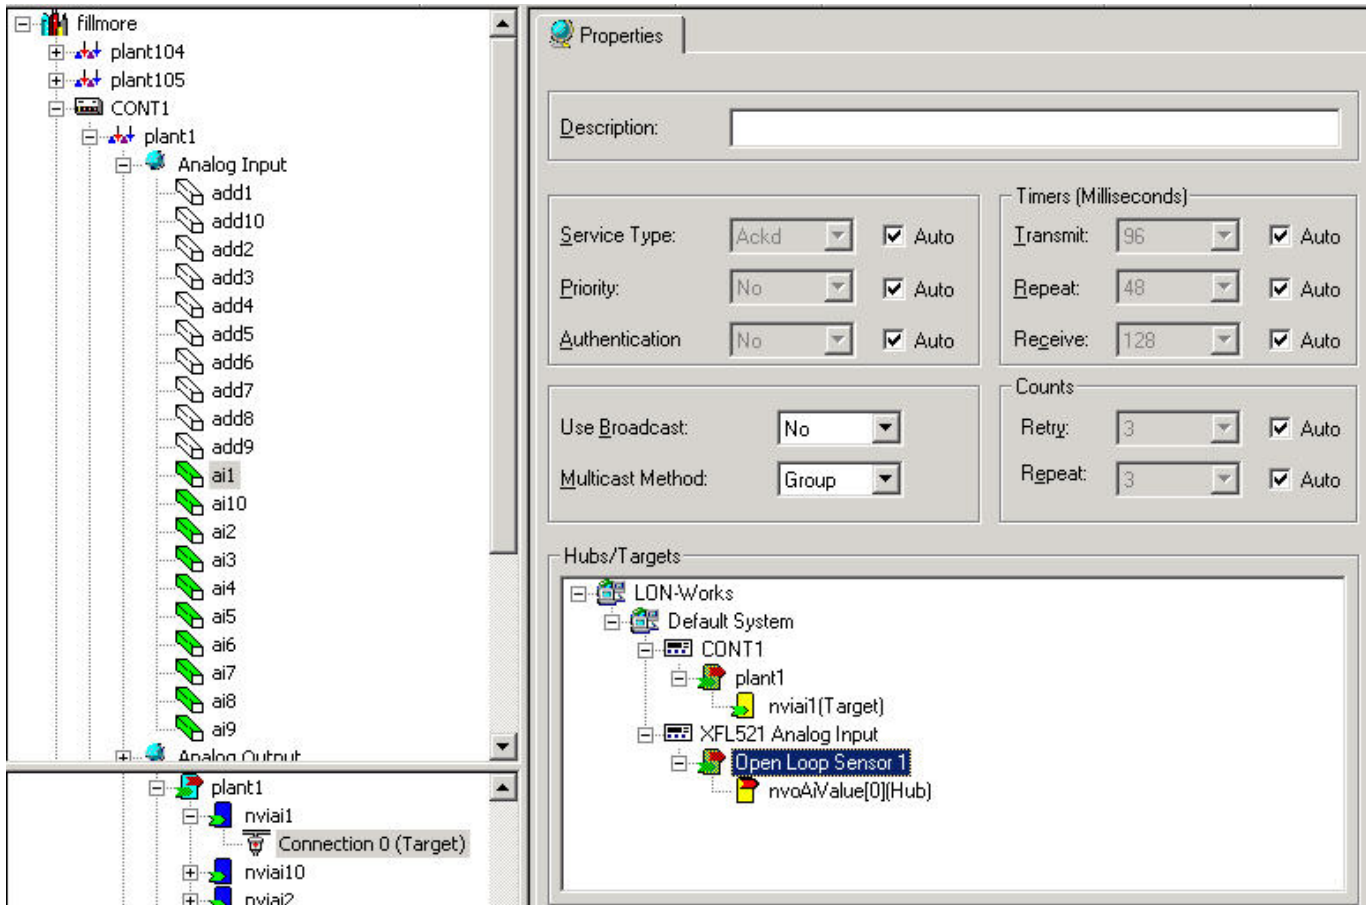 fillmore
plant104
plant105
CONT1
plant1
Analog Input
add1
add10
add2
add3
add4
add5
add6
add7
add8
add9
ai1
ai10
ai2
ai3
ai4
ai5
ai6
ai7
ai8
ai9
Analog Output
plant1
nviai1
Connection 0 (Target)
nviai10
nviai2
Properties
Description:
Service Type: Ackd Auto
Priority: No Auto
Authentication No Auto
Timers (Milliseconds)
Transmit: 96 Auto
Repeat: 48 Auto
Receive: 128 Auto
Use Broadcast: No
Multicast Method: Group
Counts
Retry: 3 Auto
Repeat: 3 Auto
Hubs/Targets
LON-Works
Default System
CONT1
plant1
nviai1(Target)
XFL521 Analog Input
Open Loop Sensor 1
nvoAiValue[0](Hub)